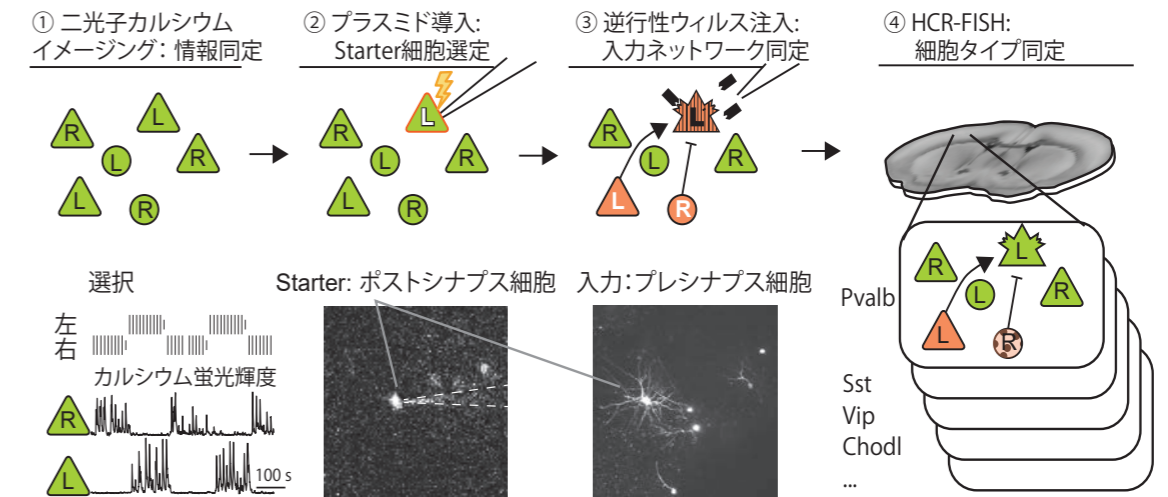 ① 二光子カルシウム
イメージング：情報同定
② プラスミド導入:
Starter細胞選定
③ 逆行性ウィルス注入:
入力ネットワーク同定
④ HCR-FISH:
細胞タイプ同定
R
L
L
R
L
R
R
L
L
R
L
R
R
L
L
R
L
R
選択
左
右
カルシウム蛍光輝度
R
L
100 s
Starter: ポストシナプス細胞
入力：プレシナプス細胞
Pvalb
R
L
L
R
L
R
Sst
Vip
Chodl
...